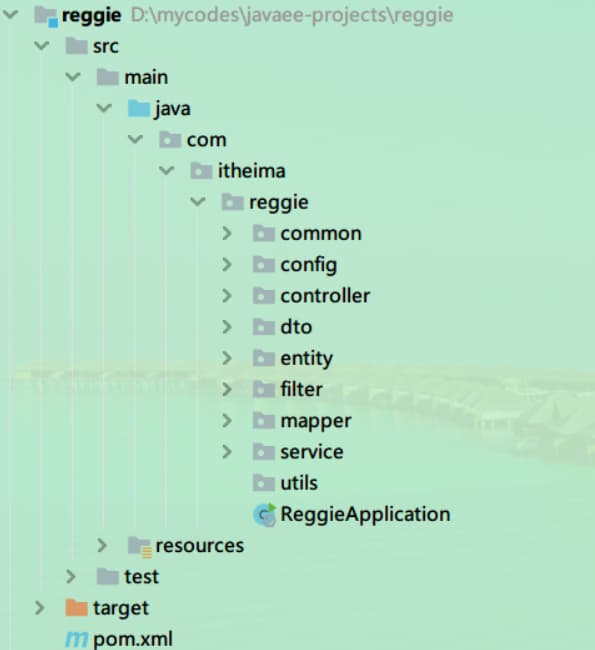 reggie D:\mycodes\javaee-projects\reggie
src
main
java
com
itheima
reggie
common
config
controller
dto
entity
filter
mapper
service
utils
ReggieApplication
resources
test
target
pom.xml